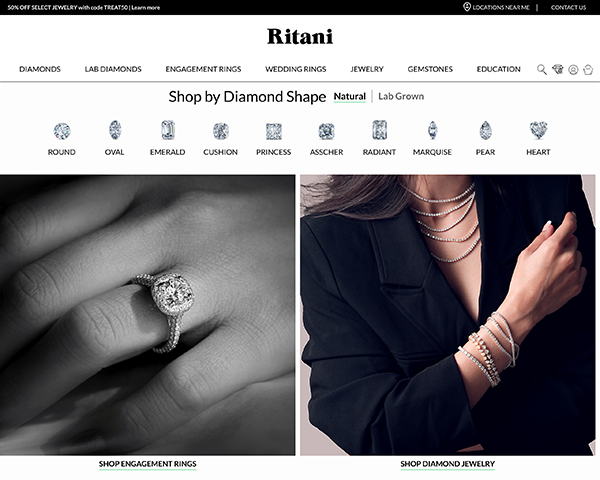 50% OFF SELECT JEWELRY with code TREAT50 | Learn more
LOCATIONS NEAR ME | CONTACT US
Ritani
DIAMONDS LAB DIAMONDS ENGAGEMENT RINGS WEDDING RINGS JEWELRY GEMSTONES EDUCATION
Shop by Diamond Shape Natural | Lab Grown
ROUND OVAL EMERALD CUSHION PRINCESS ASSCHER RADIANT MARQUISE PEAR HEART
SHOP ENGAGEMENT RINGS
SHOP DIAMOND JEWELRY